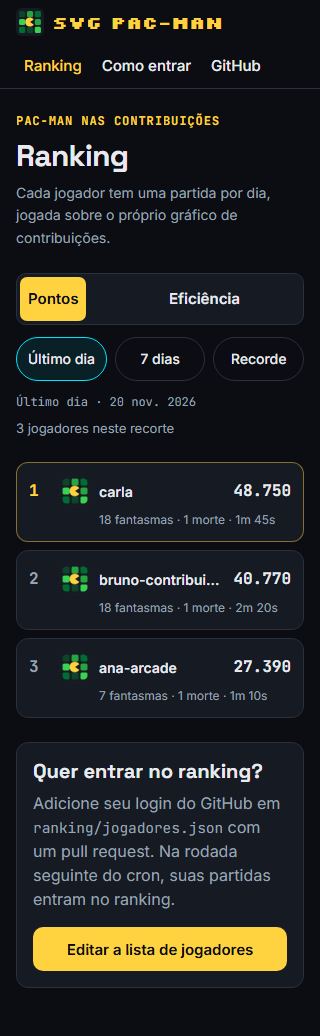 SVG PAC-MAN
Ranking Como entrar GitHub
PAC-MAN NAS CONTRIBUIÇÕES
Ranking
Cada jogador tem uma partida por dia,
jogada sobre o próprio gráfico de
contribuições.
Pontos Eficiência
Último dia 7 dias Recorde
Último dia · 20 nov. 2026
3 jogadores neste recorte
1 carla 48.750
18 fantasmas · 1 morte · 1m 45s
2 bruno-contribui... 40.770
18 fantasmas · 1 morte · 2m 20s
3 ana-arcade 27.390
7 fantasmas · 1 morte · 1m 10s
Quer entrar no ranking?
Adicione seu login do GitHub em
ranking/jogadores.json com
um pull request. Na rodada
seguinte do cron, suas partidas
entram no ranking.
Editar a lista de jogadores